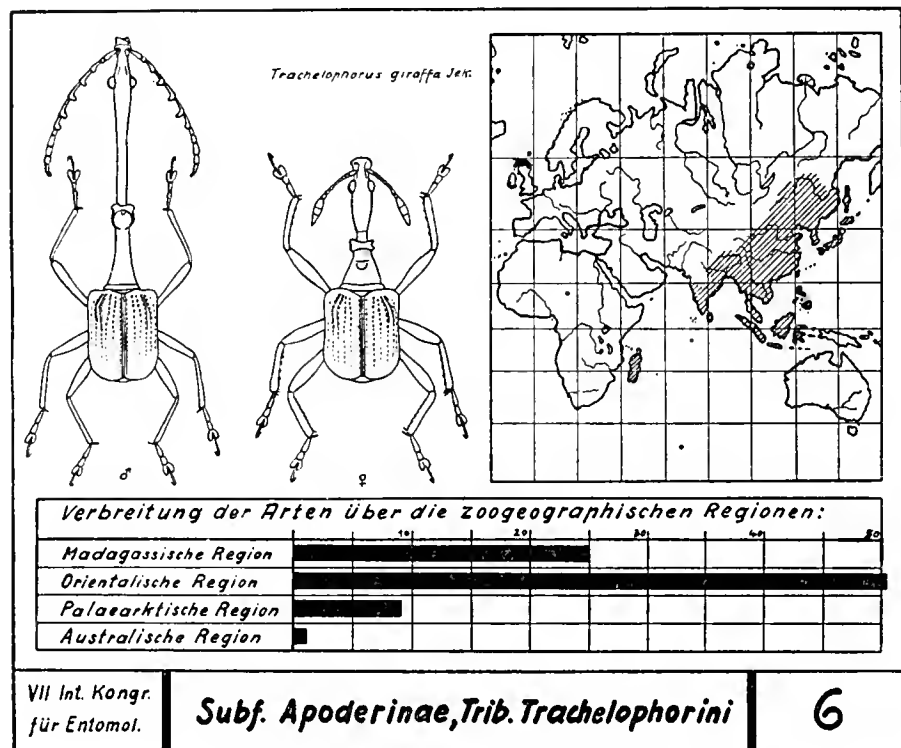 Trachelophorus giraffa Jek.
♂
♀
Verbreitung der Arten über die zoogeographischen Regionen:
10 20 30 40 50
Madagassische Region
Orientalische Region
Palaearktische Region
Australische Region
VII Int. Kongr.
für Entomol.
Subf. Apoderinae, Trib. Trachelophorini
6